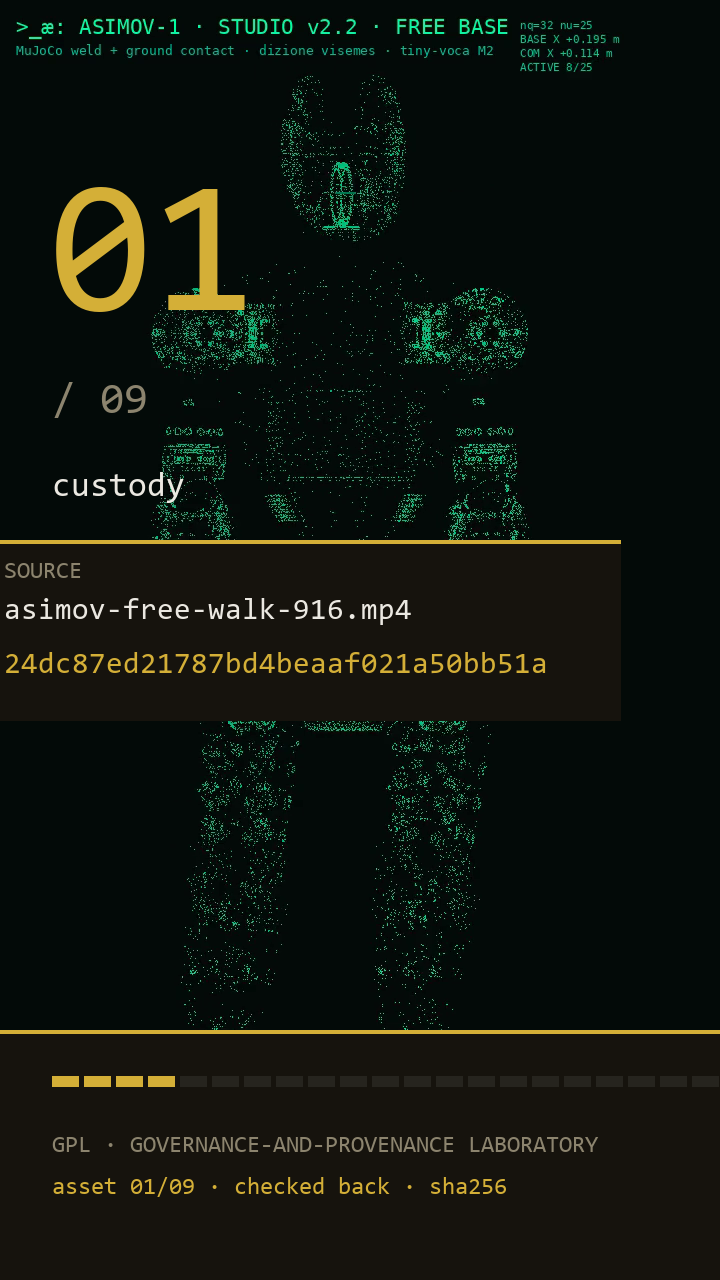 >_æ: ASIMOV-1 · STUDIO v2.2 · FREE BASE
MuJoCo weld + ground contact · dizione visemes · tiny-voca M2
nq=32 nu=25
BASE X +0.195 m
COM X +0.114 m
ACTIVE 8/25
01
/ 09
custody
SOURCE
asimov-free-walk-916.mp4
24dc87ed21787bd4beaaf021a50bb51a
GPL · GOVERNANCE-AND-PROVENANCE LABORATORY
asset 01/09 · checked back · sha256